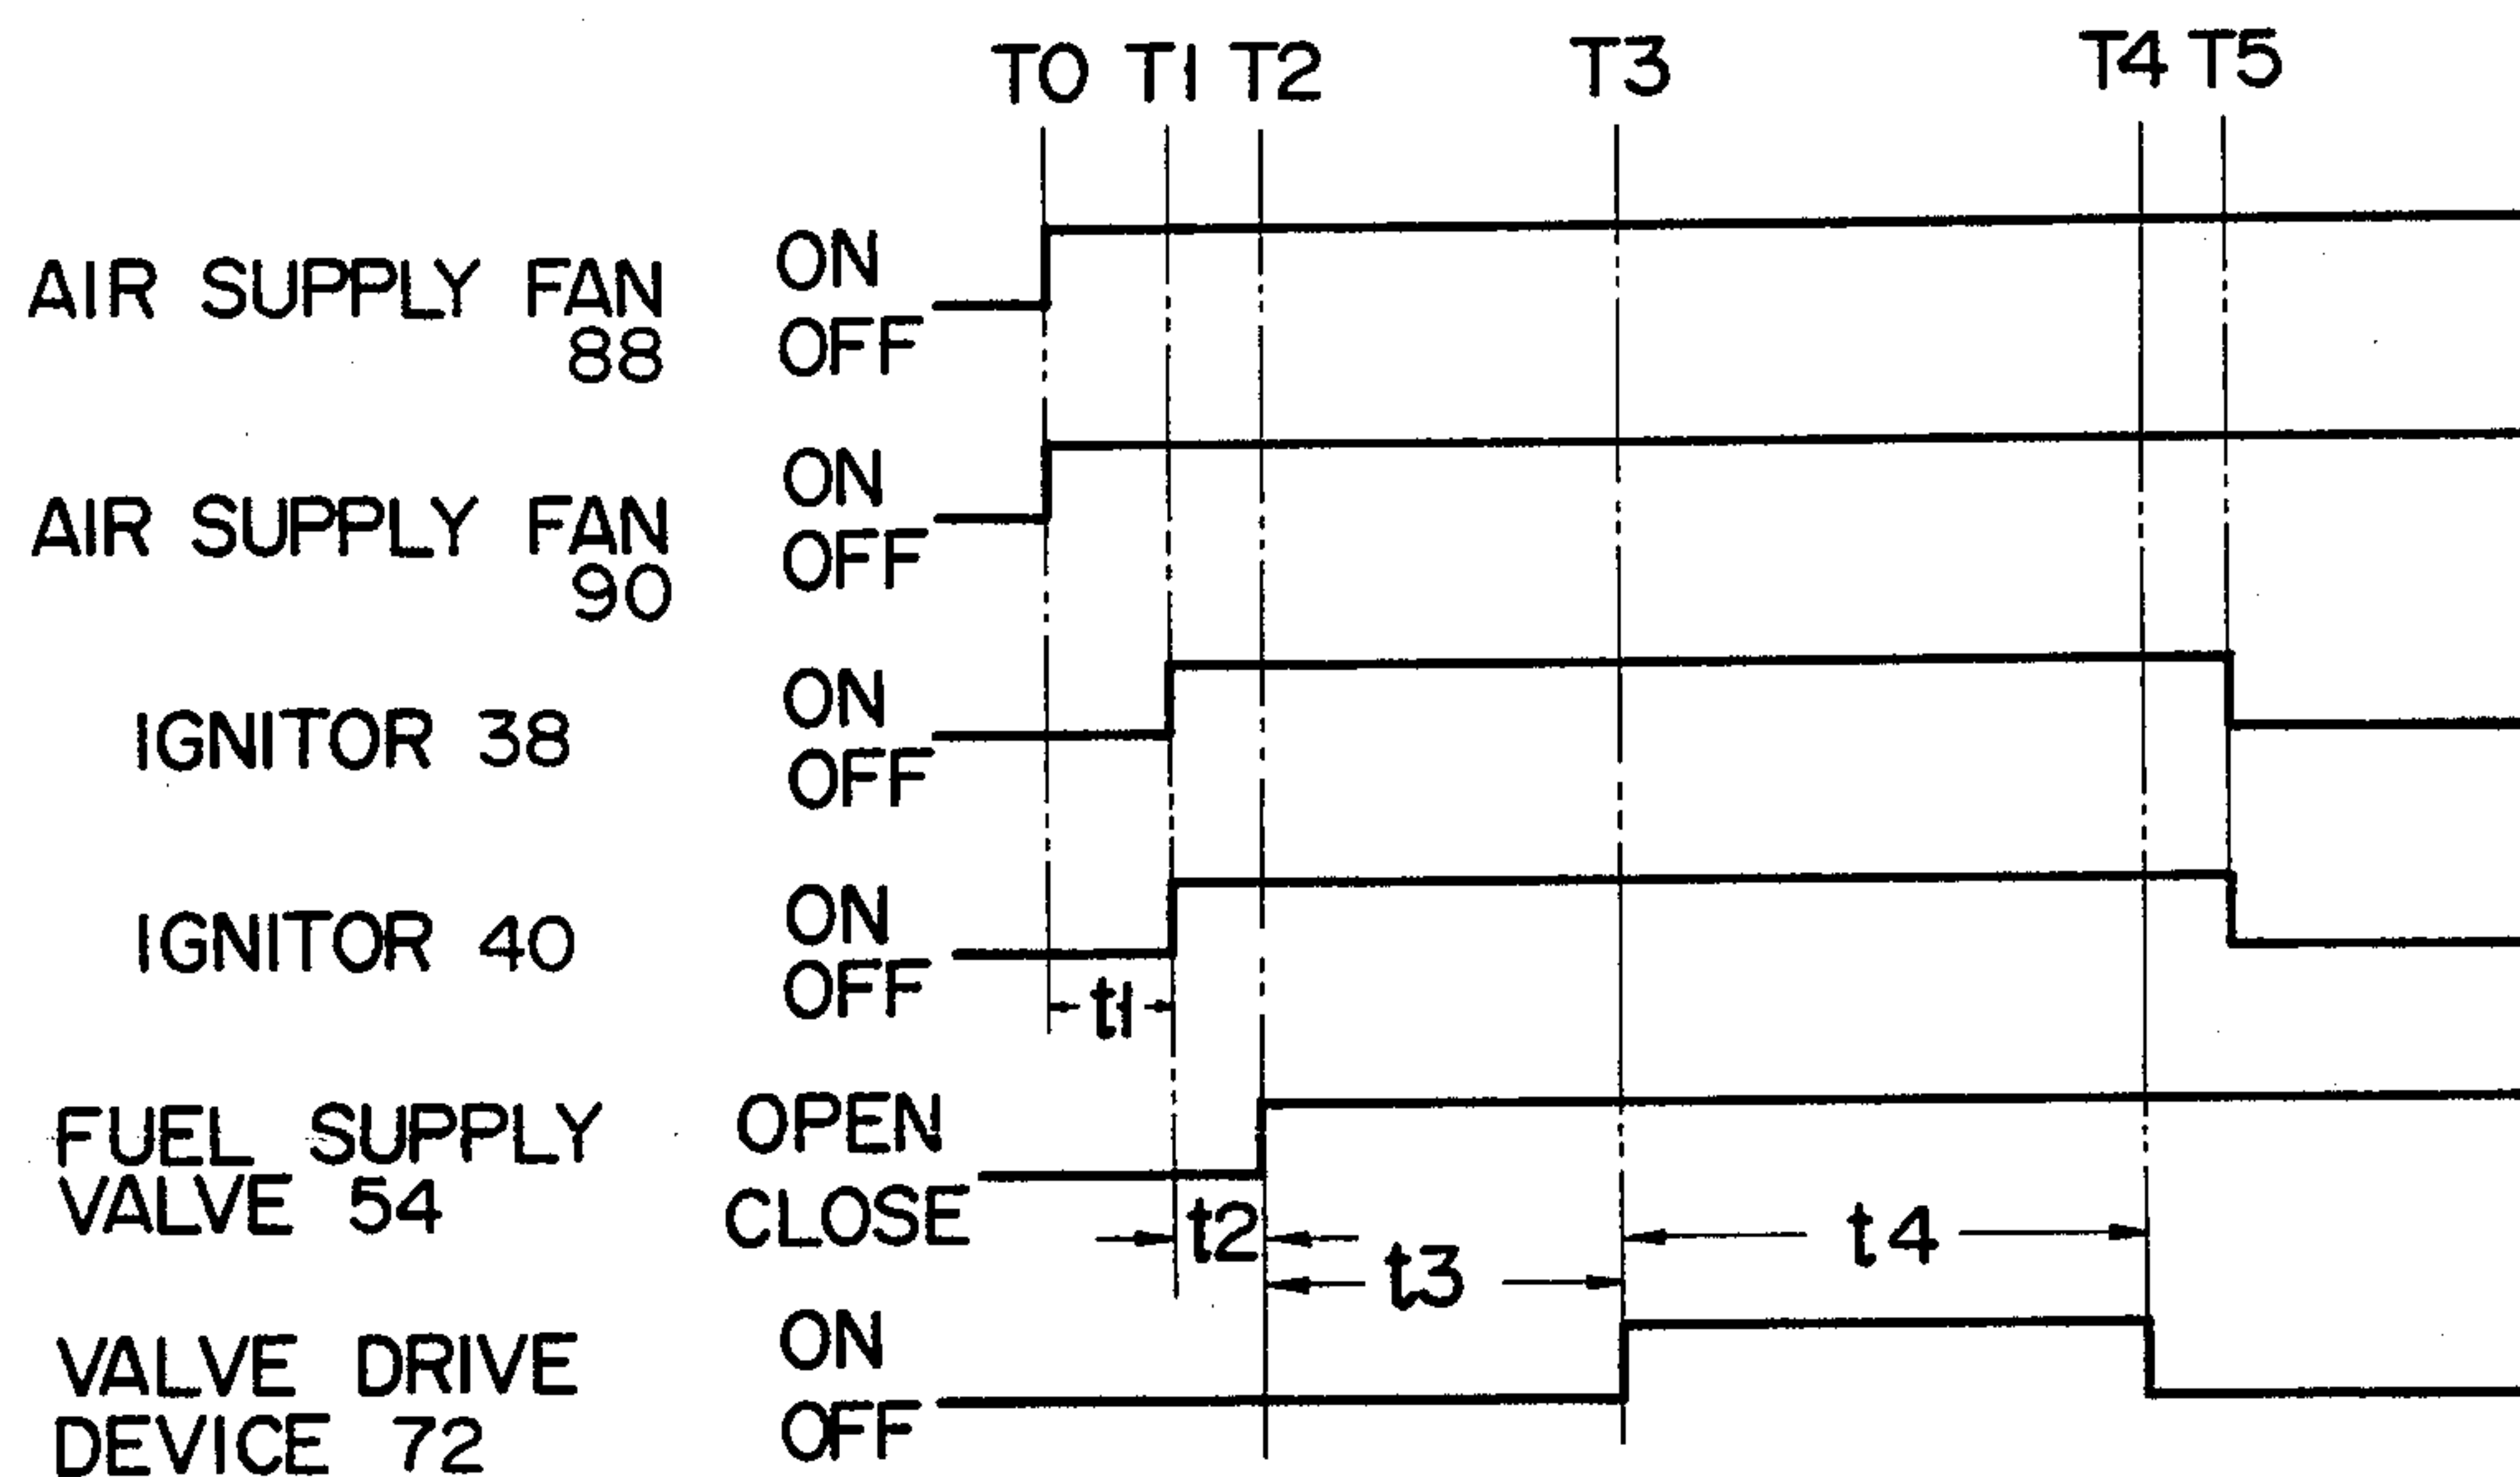 T0 T1 T2 T3 T4 T5
AIR SUPPLY FAN
88
ON
OFF
AIR SUPPLY FAN
90
ON
OFF
IGNITOR 38
ON
OFF
IGNITOR 40
ON
OFF
t1
FUEL SUPPLY
VALVE 54
OPEN
CLOSE
t2
t3
t4
VALVE DRIVE
DEVICE 72
ON
OFF